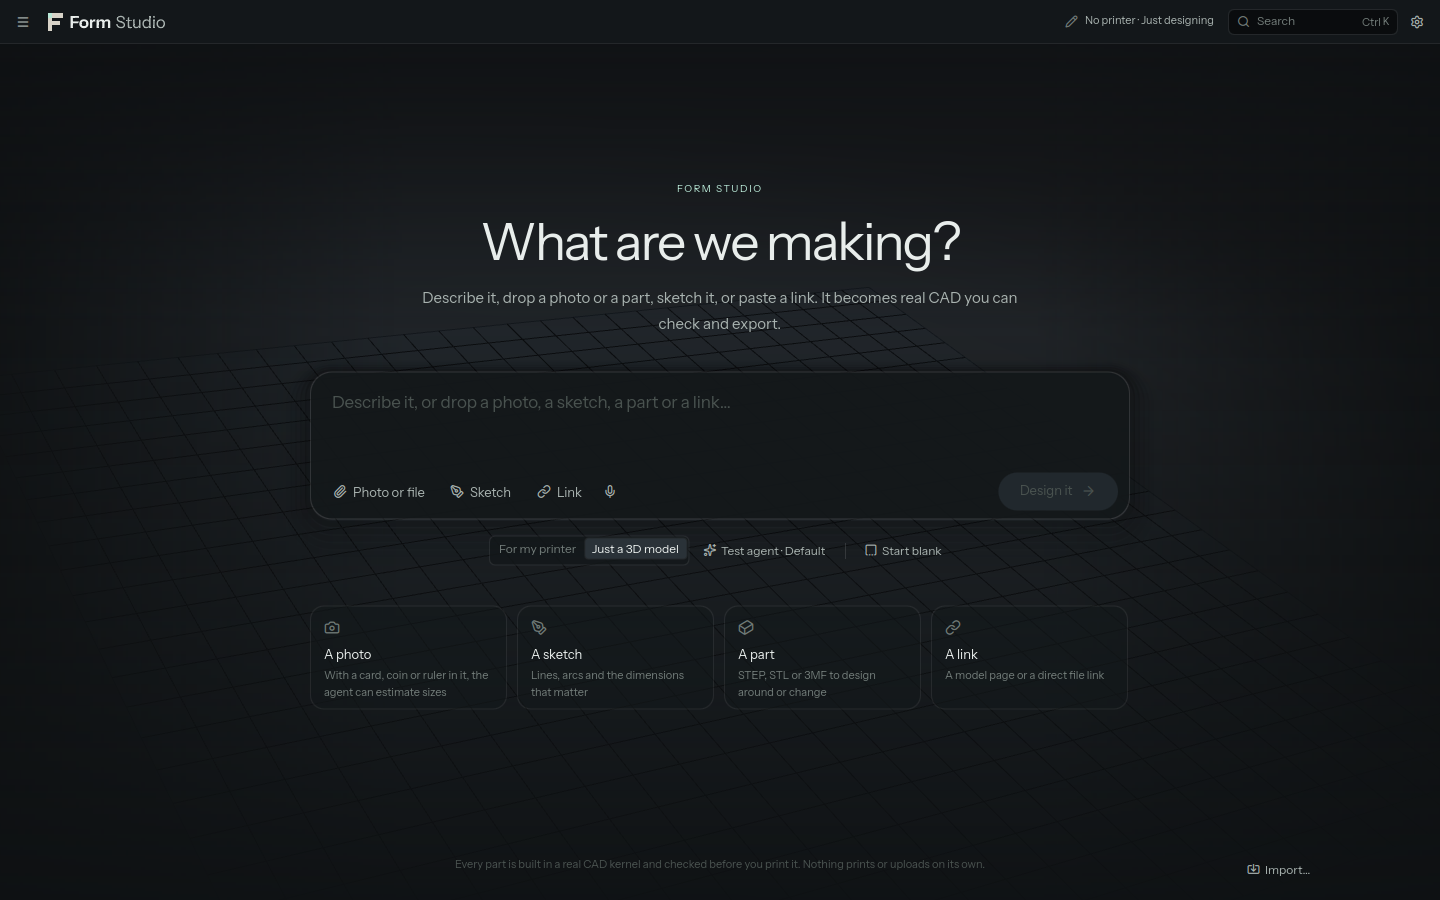 Form Studio
No printer · Just designing
Search
Ctrl K
FORM STUDIO
What are we making?
Describe it, drop a photo or a part, sketch it, or paste a link. It becomes real CAD you can
check and export.
Describe it, or drop a photo, a sketch, a part or a link...
Photo or file
Sketch
Link
Design it
For my printer
Just a 3D model
Test agent · Default
Start blank
A photo
With a card, coin or ruler in it, the
agent can estimate sizes
A sketch
Lines, arcs and the dimensions
that matter
A part
STEP, STL or 3MF to design
around or change
A link
A model page or a direct file link
Every part is built in a real CAD kernel and checked before you print it. Nothing prints or uploads on its own.
Import...